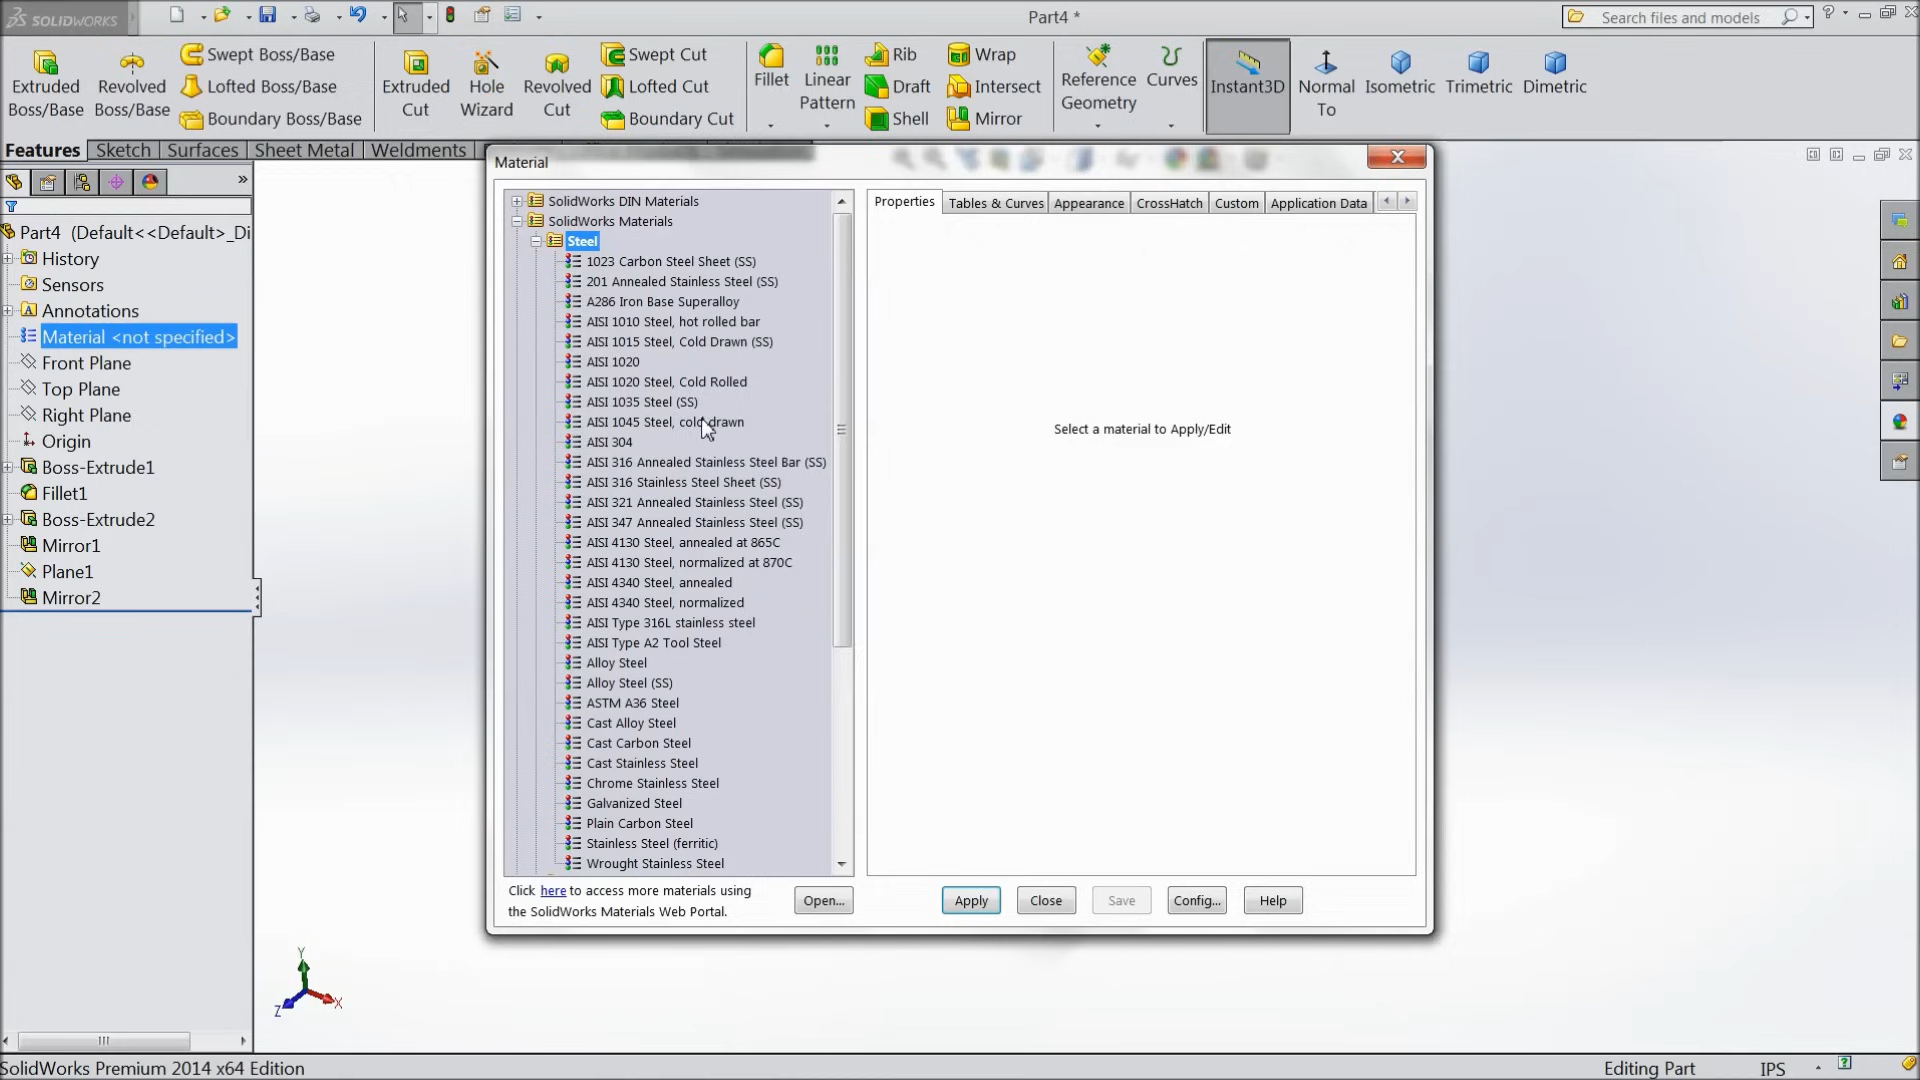 SOLIDWORKS
Part4 *
Search files and models
Extruded Boss/Base
Revolved Boss/Base
Swept Boss/Base
Lofted Boss/Base
Boundary Boss/Base
Extruded Cut
Hole Wizard
Revolved Cut
Swept Cut
Lofted Cut
Boundary Cut
Fillet
Linear Pattern
Rib
Draft
Shell
Wrap
Intersect
Mirror
Reference Geometry
Curves
Instant3D
Normal To
Isometric
Trimetric
Dimetric
Features
Sketch
Surfaces
Sheet Metal
Weldments
Part4 (Default<<Default>_Di
History
Sensors
Annotations
Material <not specified>
Front Plane
Top Plane
Right Plane
Origin
Boss-Extrude1
Fillet1
Boss-Extrude2
Mirror1
Plane1
Mirror2
Material
SolidWorks DIN Materials
SolidWorks Materials
Steel
1023 Carbon Steel Sheet (SS)
201 Annealed Stainless Steel (SS)
A286 Iron Base Superalloy
AISI 1010 Steel, hot rolled bar
AISI 1015 Steel, Cold Drawn (SS)
AISI 1020
AISI 1020 Steel, Cold Rolled
AISI 1035 Steel (SS)
AISI 1045 Steel, cold drawn
AISI 304
AISI 316 Annealed Stainless Steel Bar (SS)
AISI 316 Stainless Steel Sheet (SS)
AISI 321 Annealed Stainless Steel (SS)
AISI 347 Annealed Stainless Steel (SS)
AISI 4130 Steel, annealed at 865C
AISI 4130 Steel, normalized at 870C
AISI 4340 Steel, annealed
AISI 4340 Steel, normalized
AISI Type 316L stainless steel
AISI Type A2 Tool Steel
Alloy Steel
Alloy Steel (SS)
ASTM A36 Steel
Cast Alloy Steel
Cast Carbon Steel
Cast Stainless Steel
Chrome Stainless Steel
Galvanized Steel
Plain Carbon Steel
Stainless Steel (ferritic)
Wrought Stainless Steel
Click here to access more materials using
the SolidWorks Materials Web Portal.
Open...
Properties
Tables & Curves
Appearance
CrossHatch
Custom
Application Data
Select a material to Apply/Edit
Apply
Close
Save
Config...
Help
Y
Z
X
SolidWorks Premium 2014 x64 Edition
Editing Part
IPS